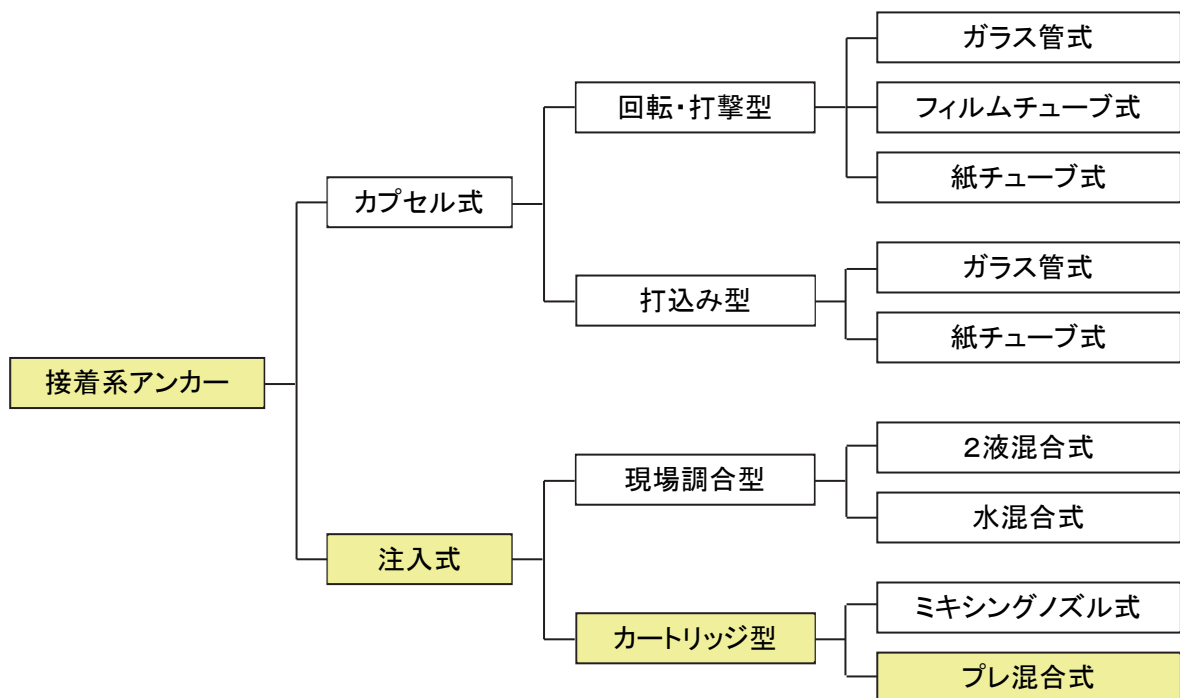 接着系アンカー
カプセル式
回転・打撃型
ガラス管式
フィルムチューブ式
紙チューブ式
打込み型
ガラス管式
紙チューブ式
注入式
現場調合型
２液混合式
水混合式
カートリッジ型
ミキシングノズル式
プレ混合式